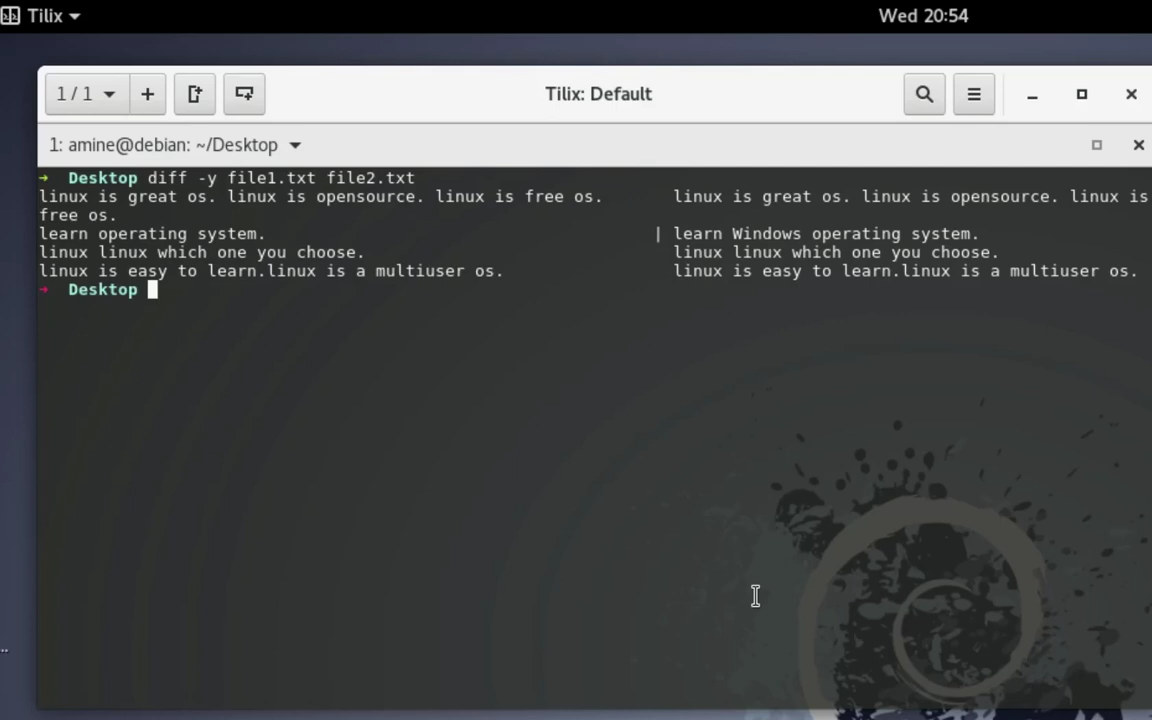 Tilix
Wed 20:54
1 / 1
Tilix: Default
1: amine@debian: ~/Desktop
➜ Desktop diff -y file1.txt file2.txt
linux is great os. linux is opensource. linux is free os. linux is great os. linux is opensource. linux is
free os.
learn operating system. | learn Windows operating system.
linux linux which one you choose. linux linux which one you choose.
linux is easy to learn.linux is a multiuser os. linux is easy to learn.linux is a multiuser os.
➜ Desktop